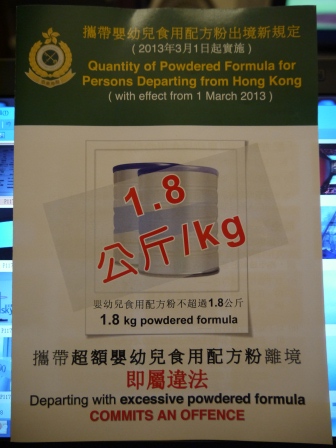 攜帶嬰幼兒食用配方粉出境新規定
(2013年3月1日起實施)
Quantity of Powdered Formula for
Persons Departing from Hong Kong
( with effect from 1 March 2013 )
1.8
公斤/kg
嬰幼兒食用配方粉不超過1.8公斤
1.8 kg powdered formula
攜帶超額嬰幼兒食用配方粉離境
即屬違法
Departing with excessive powdered formula
COMMITS AN OFFENCE